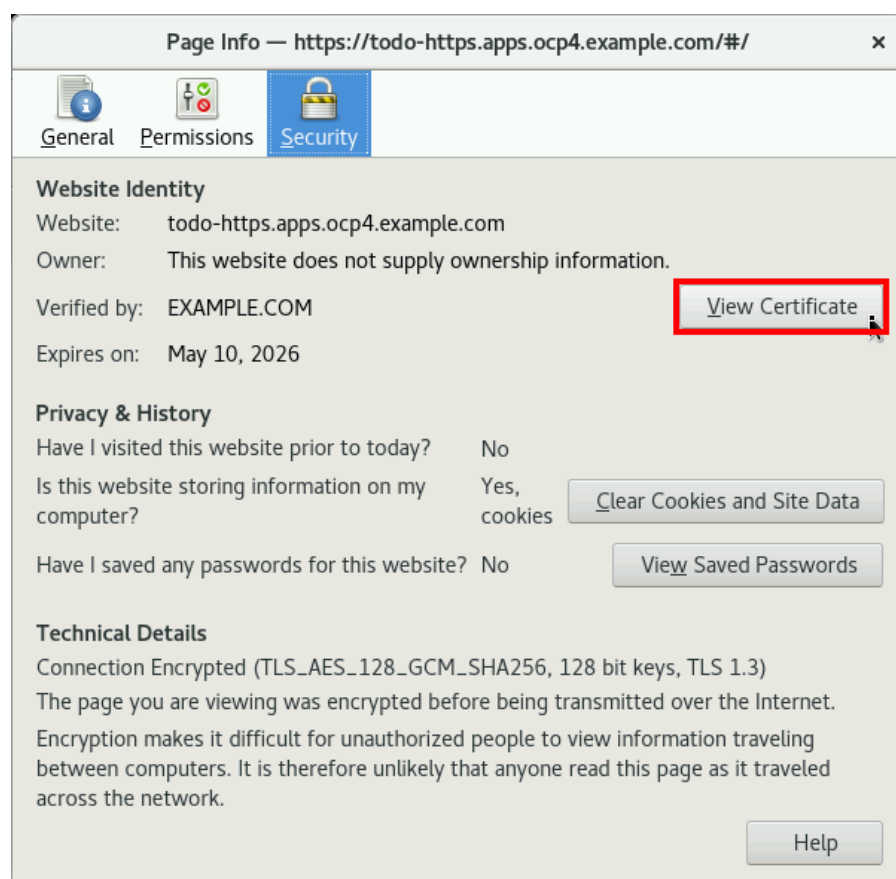 Page Info — https://todo-https.apps.ocp4.example.com/#/ ×
General Permissions Security
Website Identity
Website: todo-https.apps.ocp4.example.com
Owner: This website does not supply ownership information.
Verified by: EXAMPLE.COM View Certificate
Expires on: May 10, 2026
Privacy & History
Have I visited this website prior to today? No
Is this website storing information on my Yes,
computer? cookies Clear Cookies and Site Data
Have I saved any passwords for this website? No View Saved Passwords
Technical Details
Connection Encrypted (TLS_AES_128_GCM_SHA256, 128 bit keys, TLS 1.3)
The page you are viewing was encrypted before being transmitted over the Internet.
Encryption makes it difficult for unauthorized people to view information traveling
between computers. It is therefore unlikely that anyone read this page as it traveled
across the network.
Help